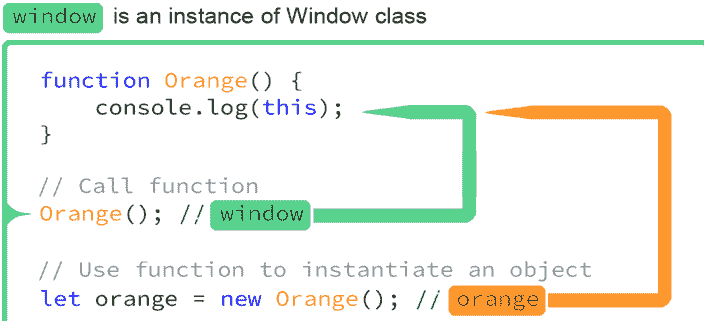 window is an instance of Window class
function Orange() {
    console.log(this);
}
// Call function
Orange(); // window
// Use function to instantiate an object
let orange = new Orange(); // orange